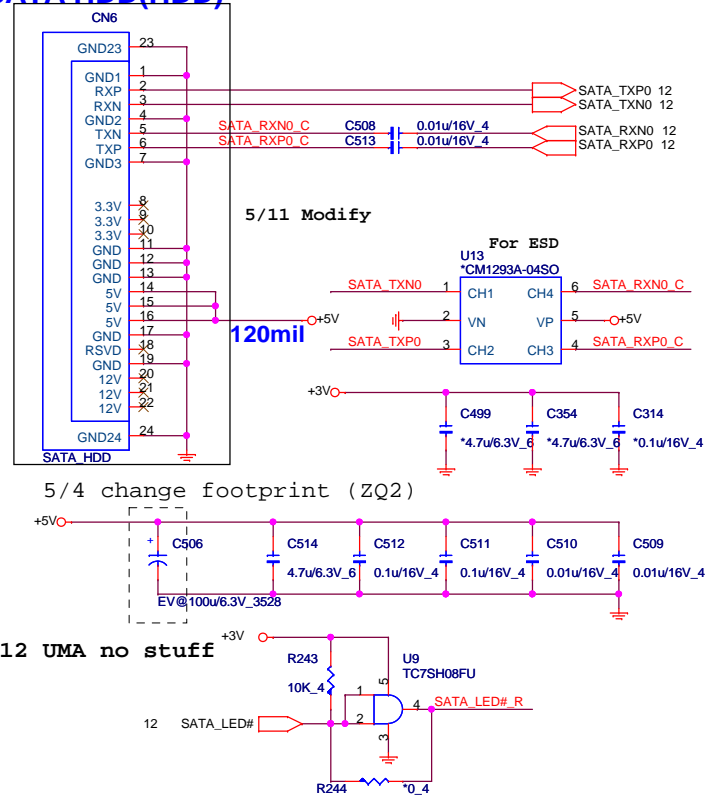 SATA HDD(HDD)
CN6
GND23 23
GND1 1
RXP 2 SATA_TXP0 12
RXN 3 SATA_TXN0 12
GND2 4
TXN 5 SATA_RXN0_C C508 0.01u/16V_4 SATA_RXN0 12
TXP 6 SATA_RXP0_C C513 0.01u/16V_4 SATA_RXP0 12
GND3 7
3.3V 8
3.3V 9
3.3V 10
GND 11
GND 12
GND 13
5V 14
5V 15
5V 16 +5V
GND 17 120mil
RSVD 18
GND 19
12V 20
12V 21
12V 22
GND24 24
SATA_HDD
5/11 Modify
For ESD
U13
*CM1293A-04SO
SATA_TXN0 1 CH1 CH4 6 SATA_RXN0_C
2 VN VP 5 +5V
SATA_TXP0 3 CH2 CH3 4 SATA_RXP0_C
+3V
C499 C354 C314
*4.7u/6.3V_6 *4.7u/6.3V_6 *0.1u/16V_4
5/4 change footprint (ZQ2)
+5V
+ C506 C514 C512 C511 C510 C509
4.7u/6.3V_6 0.1u/16V_4 0.1u/16V_4 0.01u/16V_4 0.01u/16V_4
EV@100u/6.3V_3528
12 UMA no stuff
+3V
R243 U9
TC7SH08FU
10K_4 5
1
4 SATA_LED#_R
12 SATA_LED# 2
3
R244 *0_4